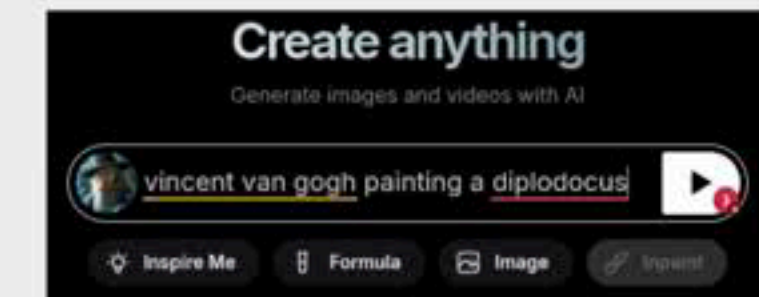 Create anything
Generate images and videos with AI
vincent van gogh painting a diplodocus
Inspire Me
Formula
Image
Inpaint